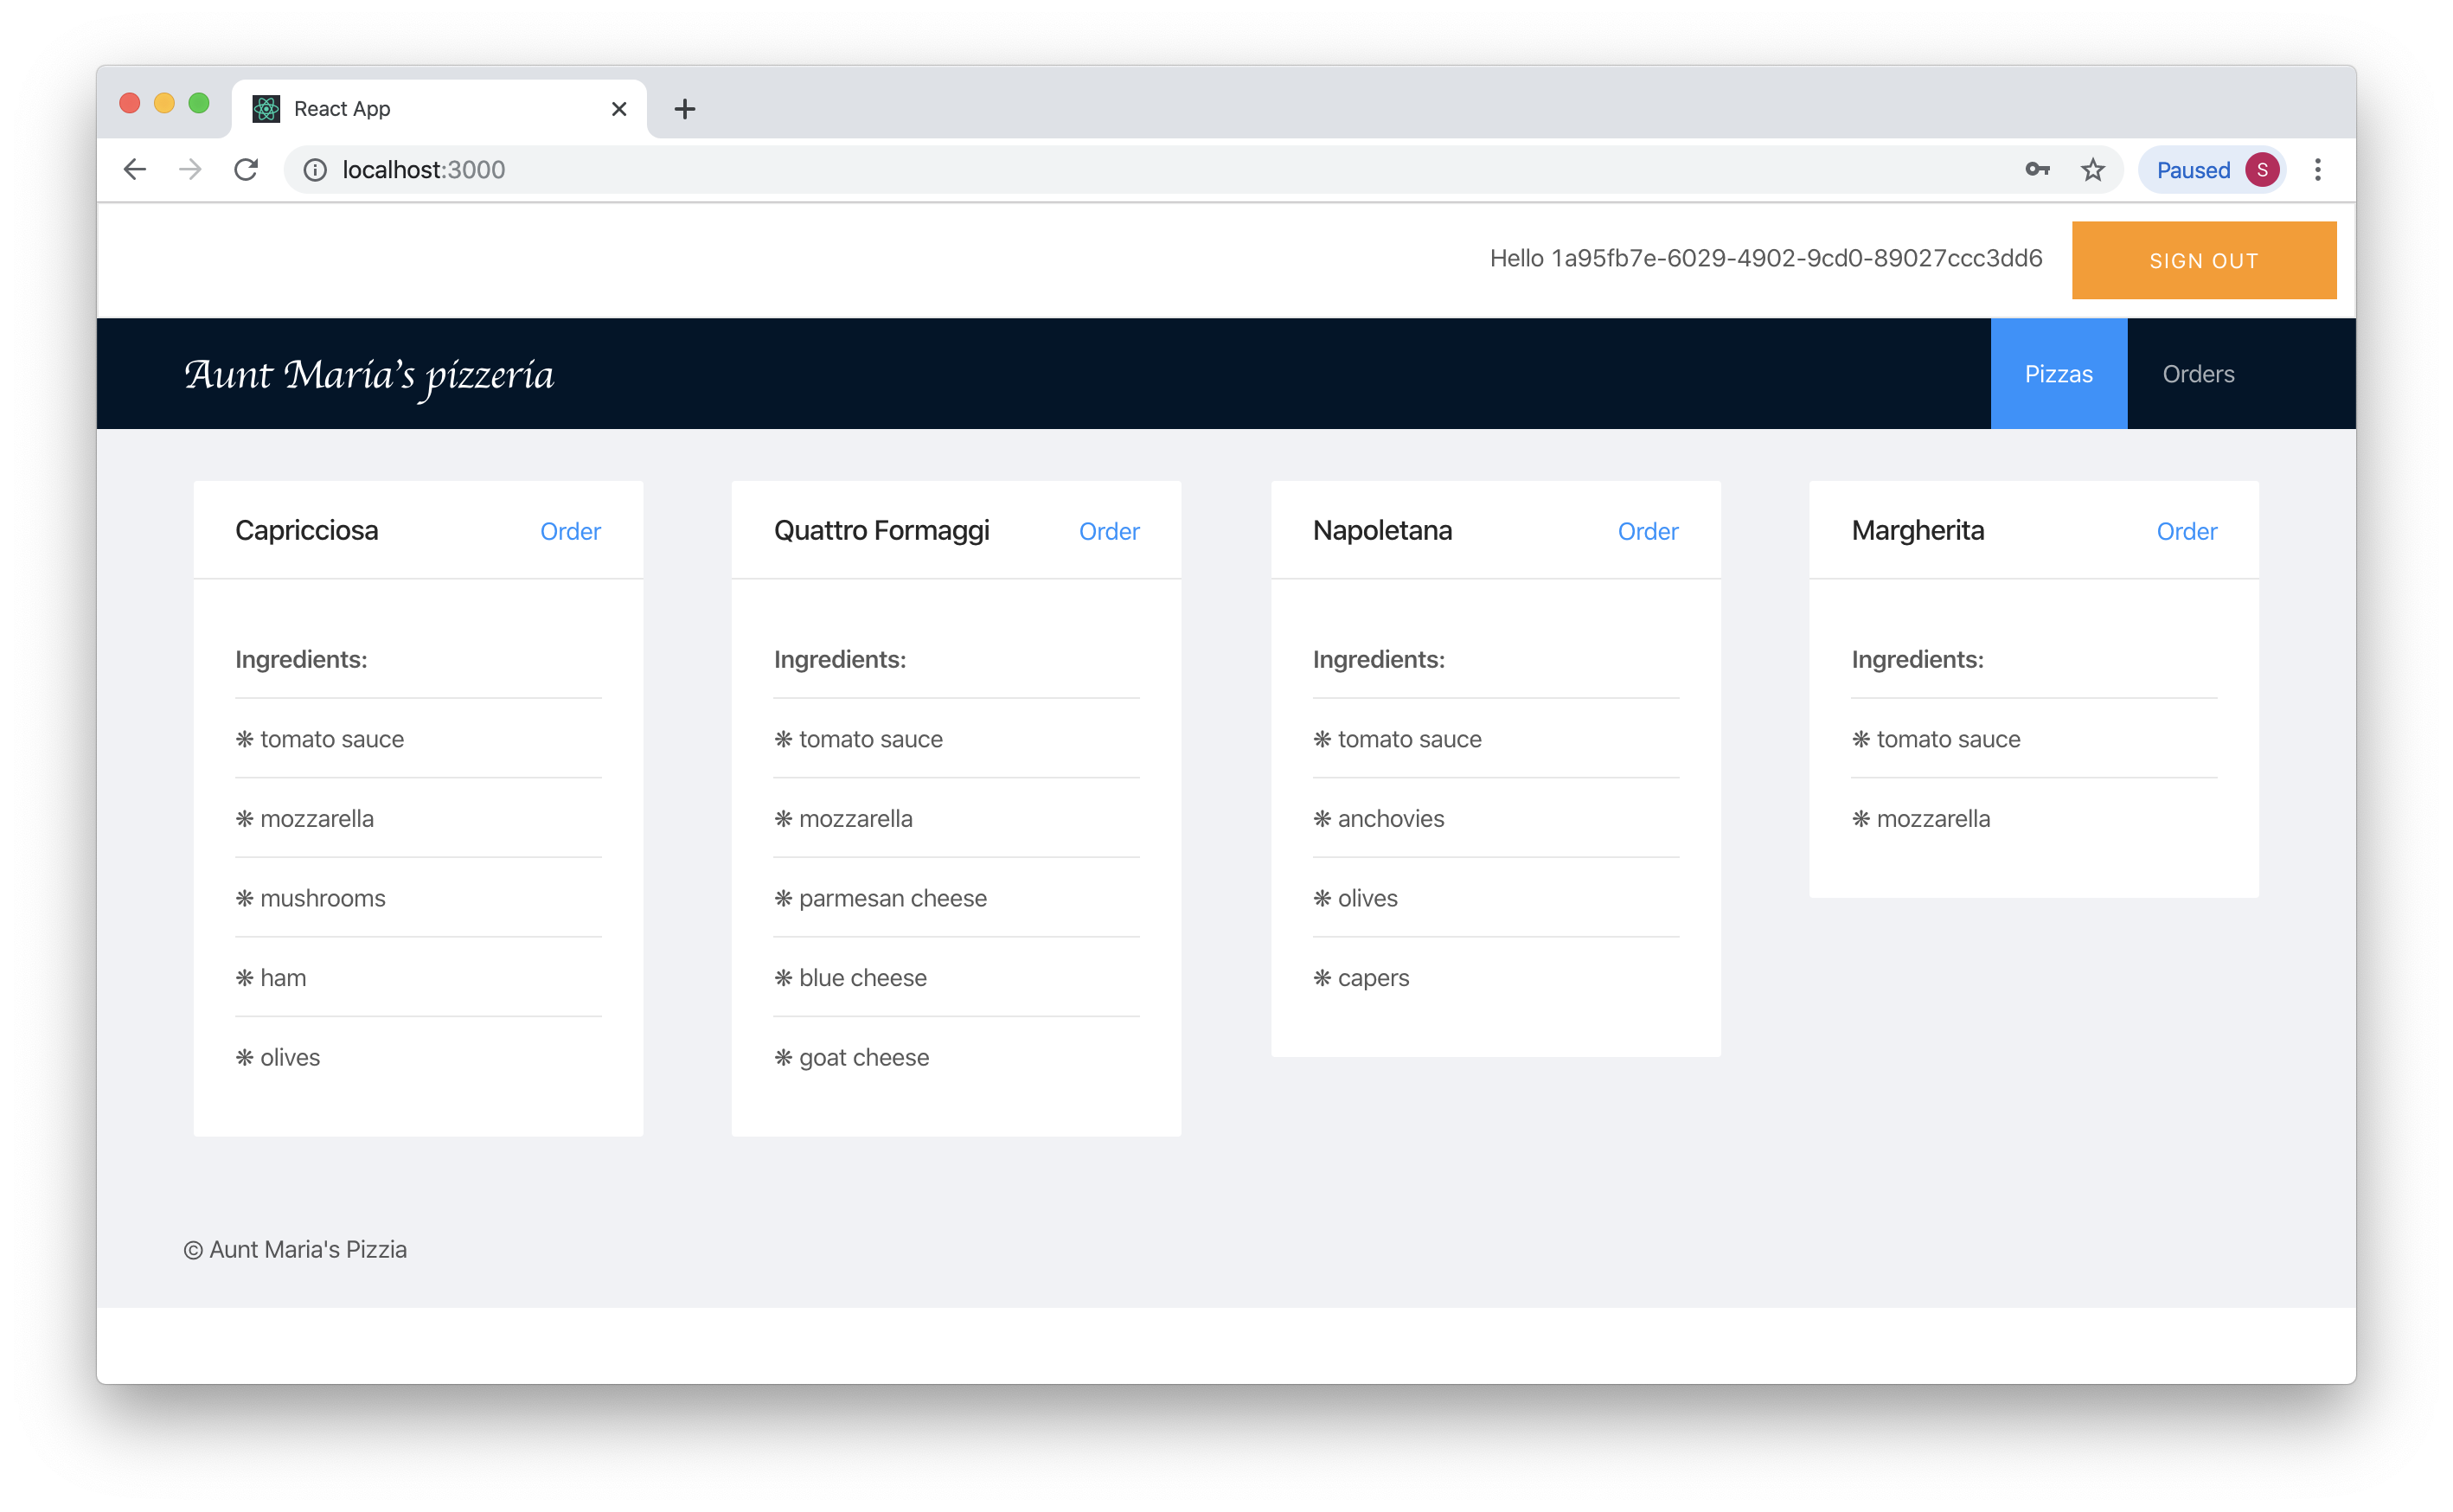 React App
localhost:3000
Paused S
Hello 1a95fb7e-6029-4902-9cd0-89027ccc3dd6
SIGN OUT
Aunt Maria's pizzeria
Pizzas
Orders
Capricciosa
Order
Ingredients:
❋ tomato sauce
❋ mozzarella
❋ mushrooms
❋ ham
❋ olives
Quattro Formaggi
Order
Ingredients:
❋ tomato sauce
❋ mozzarella
❋ parmesan cheese
❋ blue cheese
❋ goat cheese
Napoletana
Order
Ingredients:
❋ tomato sauce
❋ anchovies
❋ olives
❋ capers
Margherita
Order
Ingredients:
❋ tomato sauce
❋ mozzarella
© Aunt Maria's Pizzia